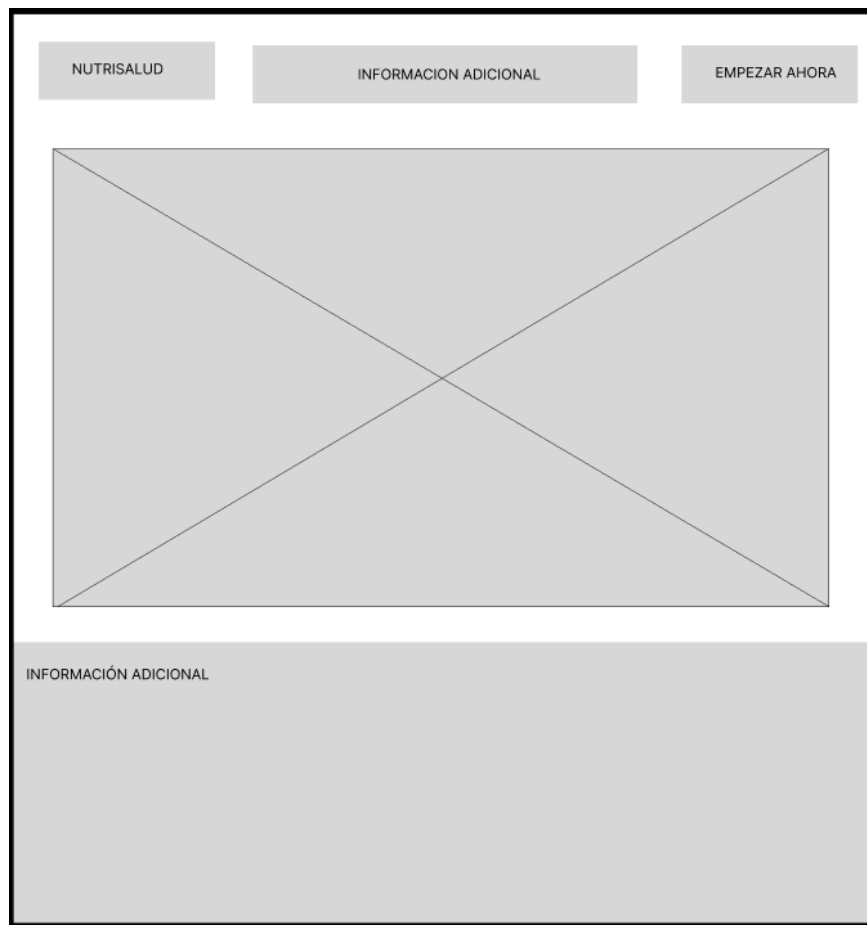 NUTRISALUD
INFORMACION ADICIONAL
EMPEZAR AHORA
INFORMACIÓN ADICIONAL